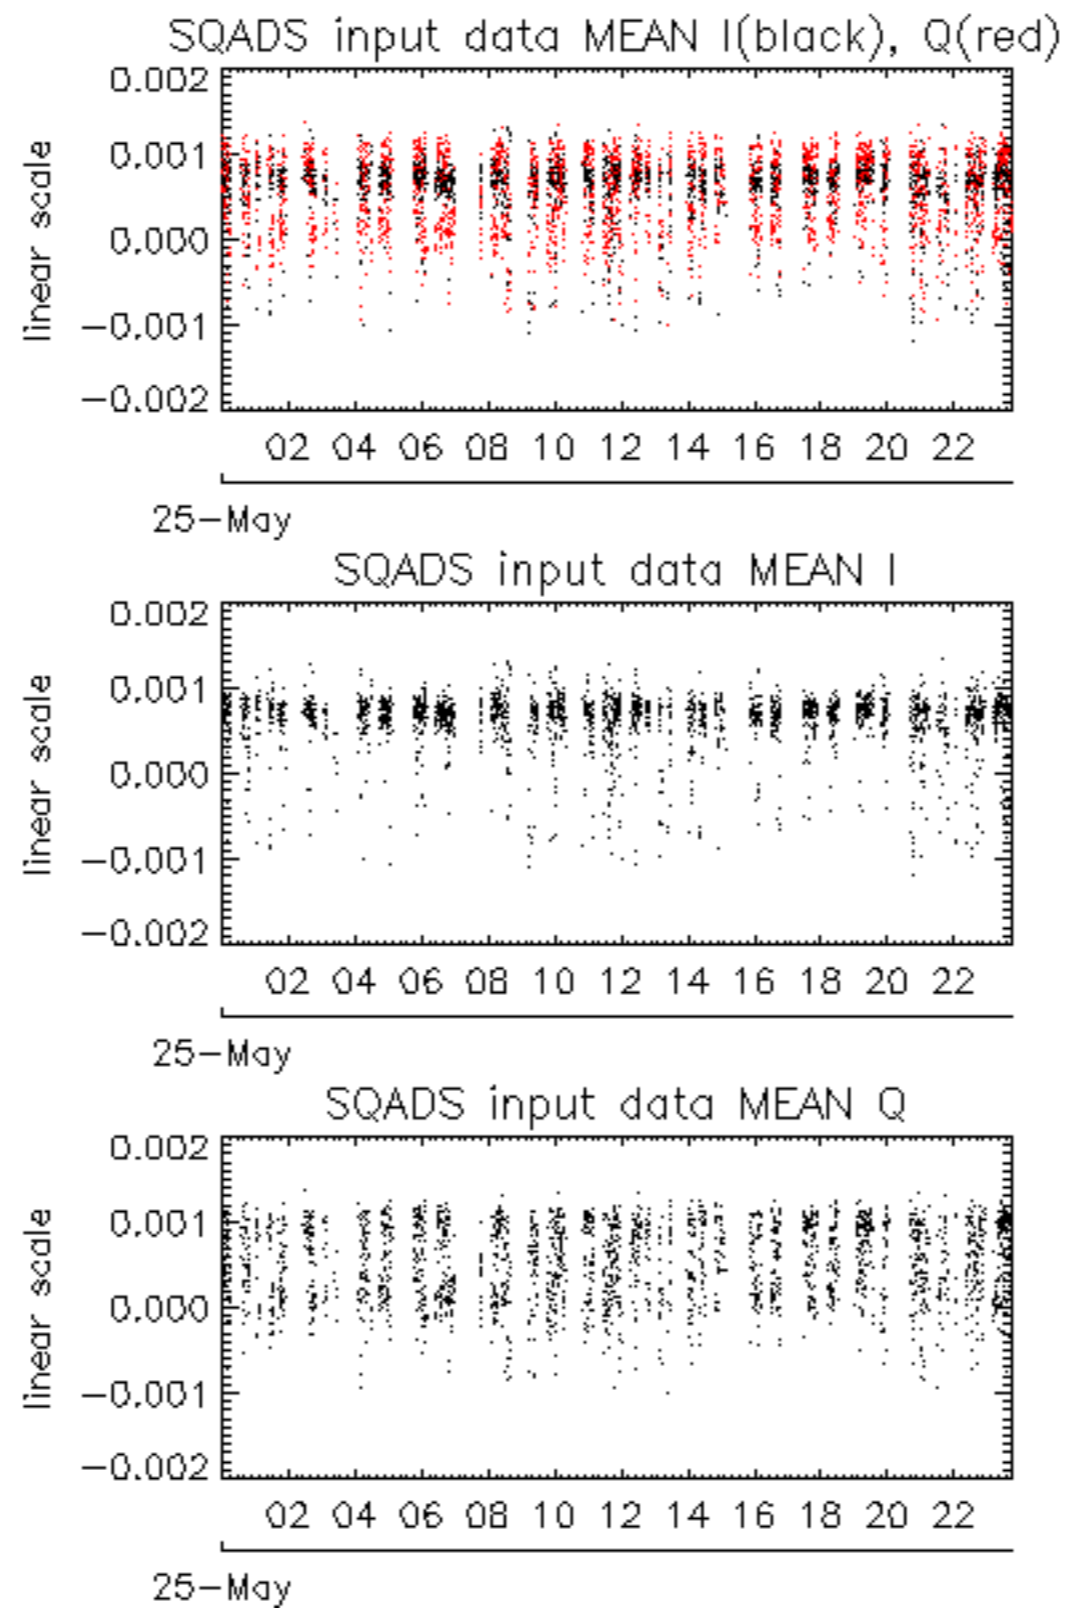 SQADS input data MEAN I(black), Q(red)
0.002
0.001
0.000
−0.001
−0.002
linear scale
02 04 06 08 10 12 14 16 18 20 22
25−May
SQADS input data MEAN I
0.002
0.001
0.000
−0.001
−0.002
linear scale
02 04 06 08 10 12 14 16 18 20 22
25−May
SQADS input data MEAN Q
0.002
0.001
0.000
−0.001
−0.002
linear scale
02 04 06 08 10 12 14 16 18 20 22
25−May